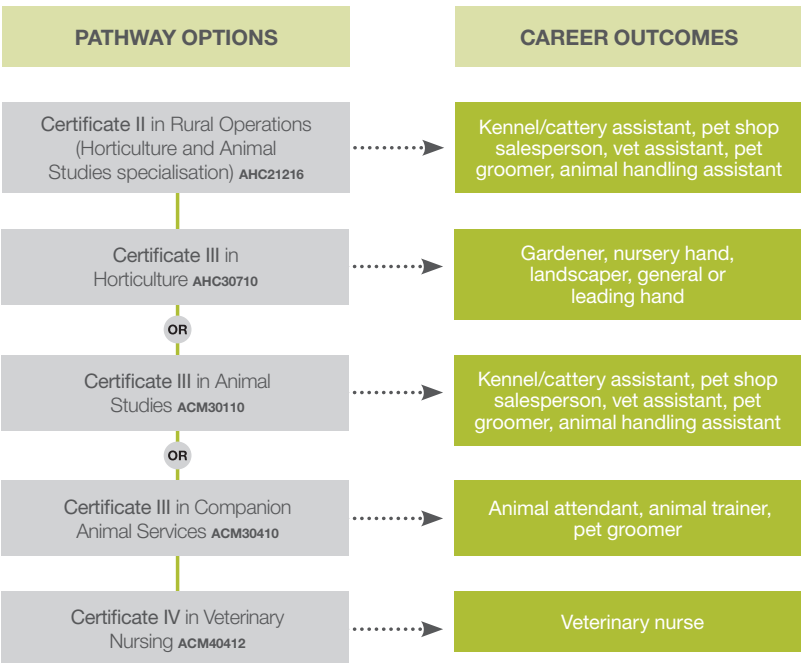 PATHWAY OPTIONS
CAREER OUTCOMES
Certificate II in Rural Operations
(Horticulture and Animal
Studies specialisation) AHC21216
Kennel/cattery assistant, pet shop
salesperson, vet assistant, pet
groomer, animal handling assistant
Certificate III in
Horticulture AHC30710
Gardener, nursery hand,
landscaper, general or
leading hand
OR
Certificate III in Animal
Studies ACM30110
Kennel/cattery assistant, pet shop
salesperson, vet assistant, pet
groomer, animal handling assistant
OR
Certificate III in Companion
Animal Services ACM30410
Animal attendant, animal trainer,
pet groomer
Certificate IV in Veterinary
Nursing ACM40412
Veterinary nurse